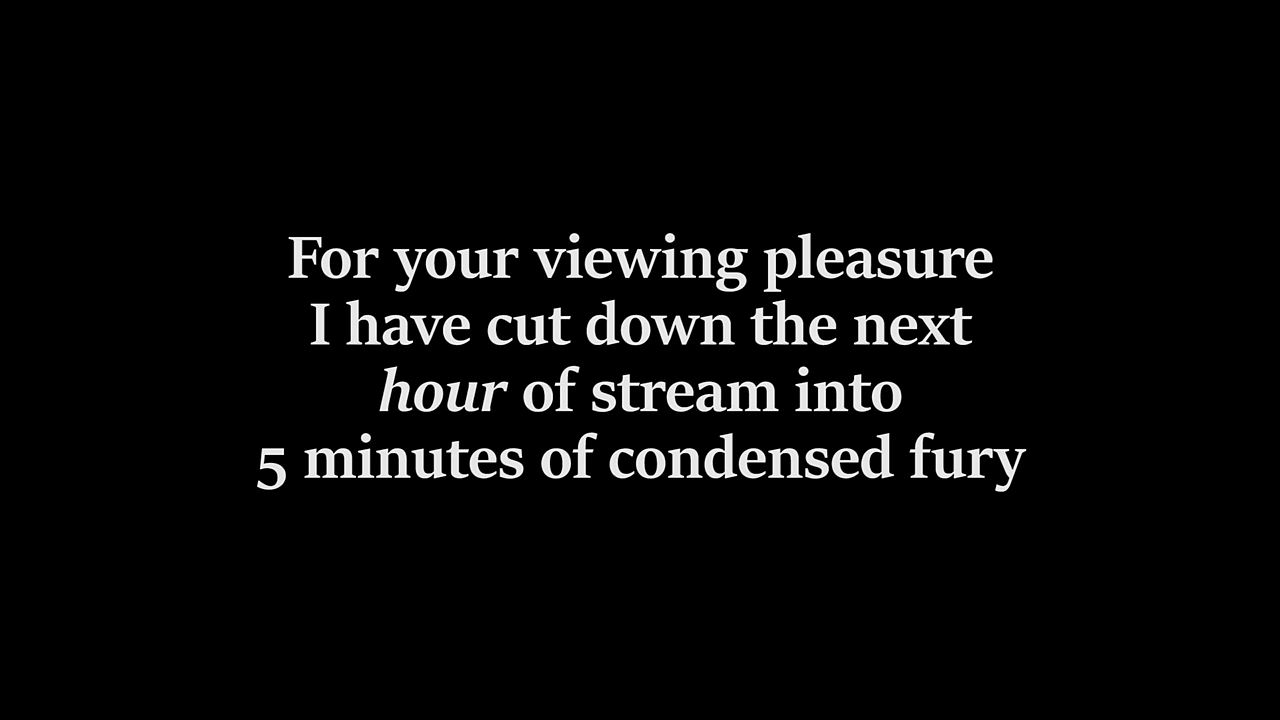 For your viewing pleasure
I have cut down the next
hour of stream into
5 minutes of condensed fury